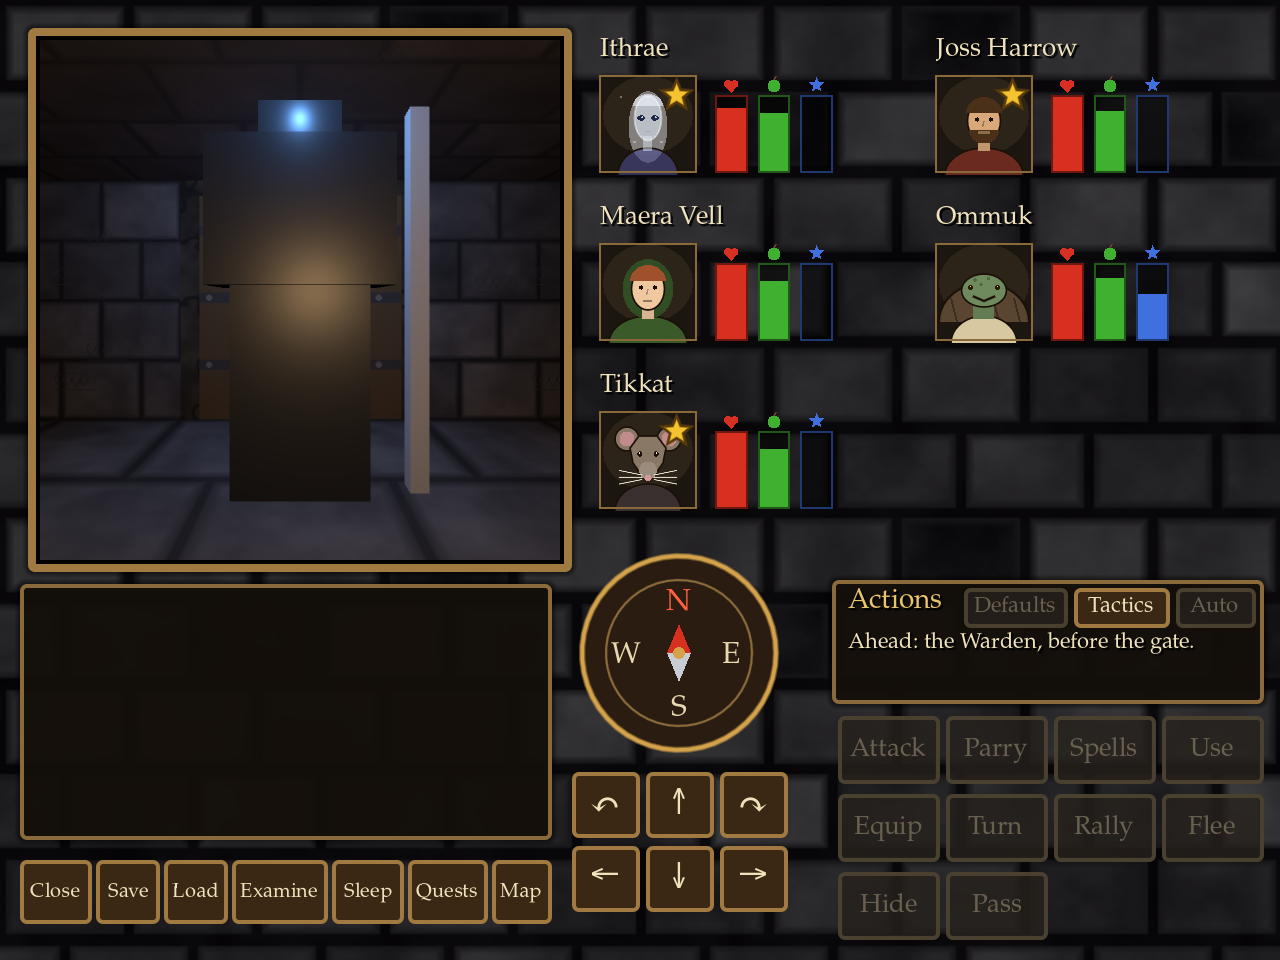 Ithrae
Joss Harrow
Maera Vell
Ommuk
Tikkat
N
W E
S
Actions Defaults Tactics Auto
Ahead: the Warden, before the gate.
Attack Parry Spells Use
Equip Turn Rally Flee
Hide Pass
Close Save Load Examine Sleep Quests Map